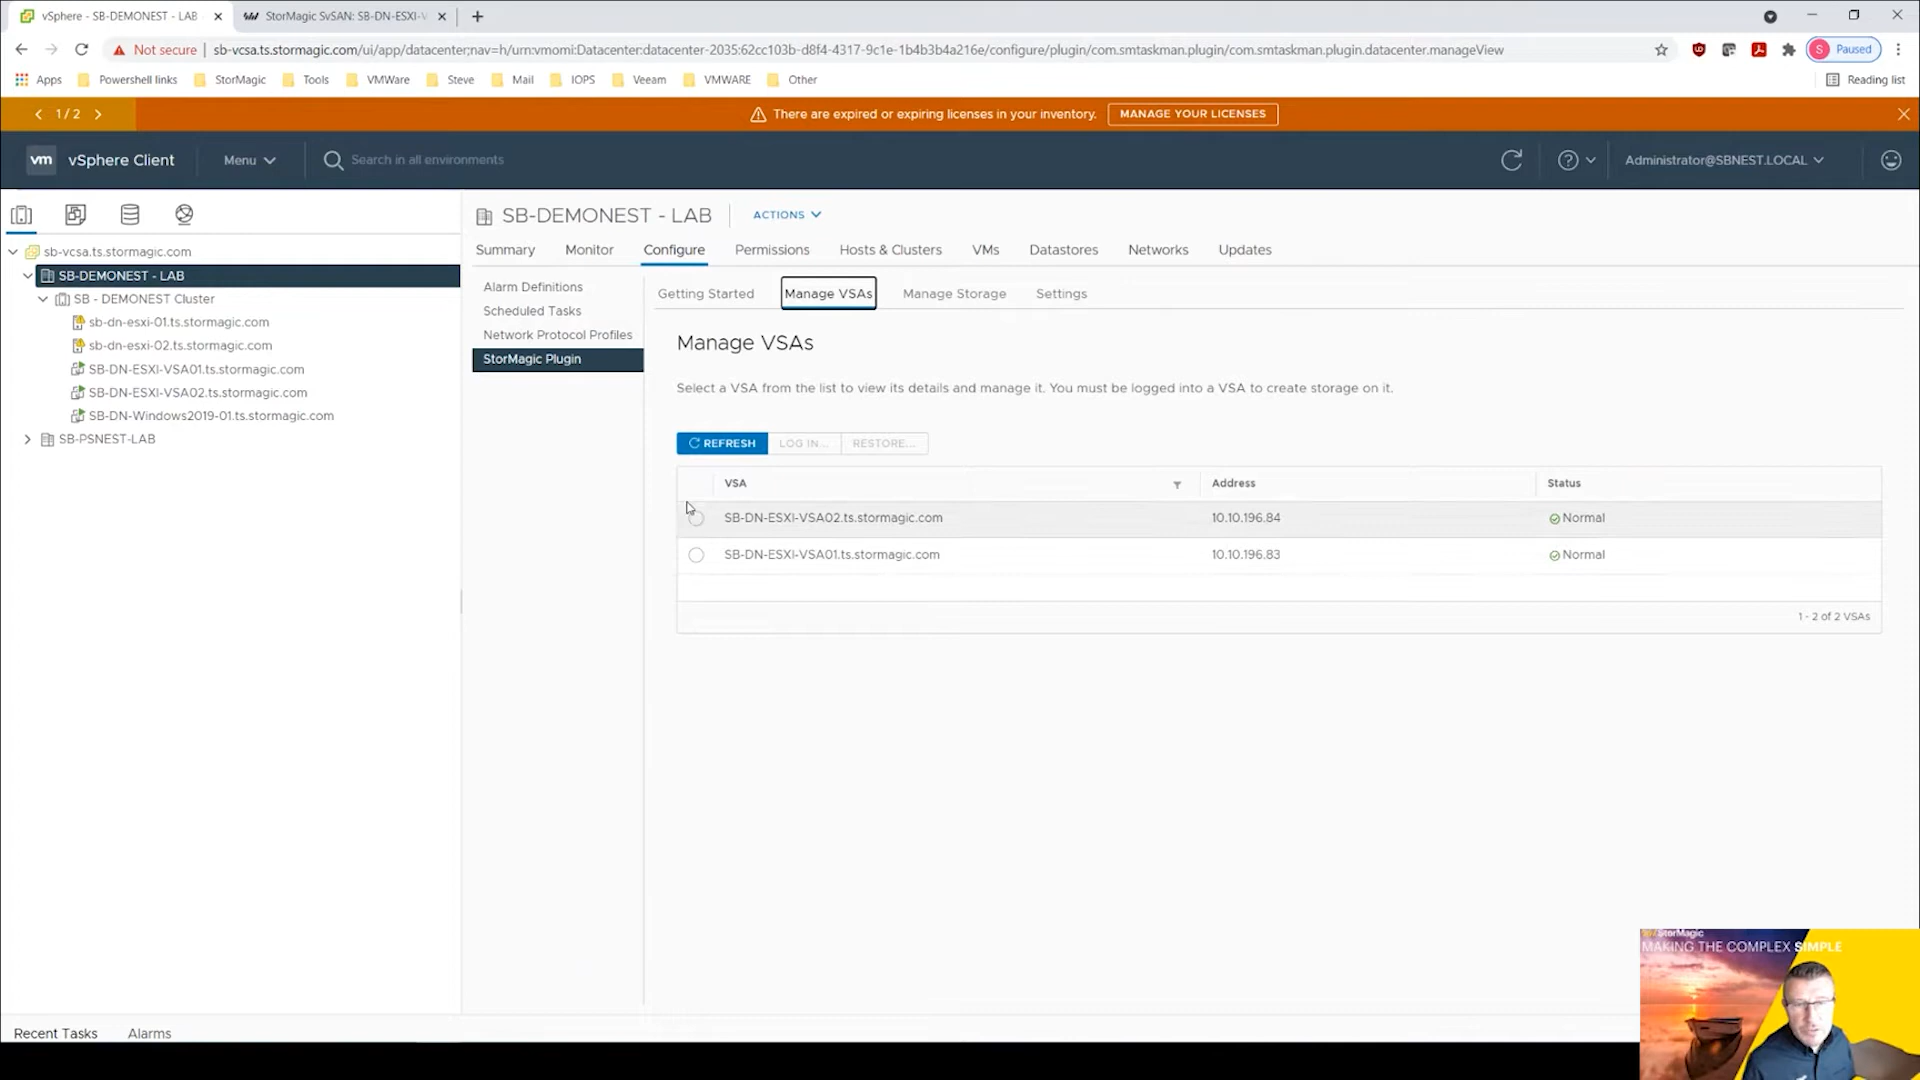 vSphere - SB-DEMONEST - LAB
StorMagic SvSAN: SB-DN-ESXI-V
Not secure
sb-vcsa.ts.stormagic.com/ui/app/datacenter;nav=h/urn:vmomi:Datacenter:datacenter-2035:62cc103b-d8f4-4317-9c1e-1b4b3b4a216e/configure/plugin/com.smtaskman.plugin/com.smtaskman.plugin.datacenter.manageView
S Paused
Apps Powershell links StorMagic Tools VMWare Steve Mail IOPS Veeam VMWARE Other Reading list
1 / 2
There are expired or expiring licenses in your inventory. MANAGE YOUR LICENSES
vm vSphere Client Menu Search in all environments Administrator@SBNEST.LOCAL
sb-vcsa.ts.stormagic.com
SB-DEMONEST - LAB
SB - DEMONEST Cluster
sb-dn-esxi-01.ts.stormagic.com
sb-dn-esxi-02.ts.stormagic.com
SB-DN-ESXI-VSA01.ts.stormagic.com
SB-DN-ESXI-VSA02.ts.stormagic.com
SB-DN-Windows2019-01.ts.stormagic.com
SB-PSNEST-LAB
SB-DEMONEST - LAB ACTIONS
Summary Monitor Configure Permissions Hosts & Clusters VMs Datastores Networks Updates
Alarm Definitions
Scheduled Tasks
Network Protocol Profiles
StorMagic Plugin
Getting Started Manage VSAs Manage Storage Settings
Manage VSAs
Select a VSA from the list to view its details and manage it. You must be logged into a VSA to create storage on it.
REFRESH LOG IN... RESTORE...
VSA Address Status
SB-DN-ESXI-VSA02.ts.stormagic.com 10.10.196.84 Normal
SB-DN-ESXI-VSA01.ts.stormagic.com 10.10.196.83 Normal
1 - 2 of 2 VSAs
Recent Tasks Alarms
StorMagic
MAKING THE COMPLEX SIMPLE